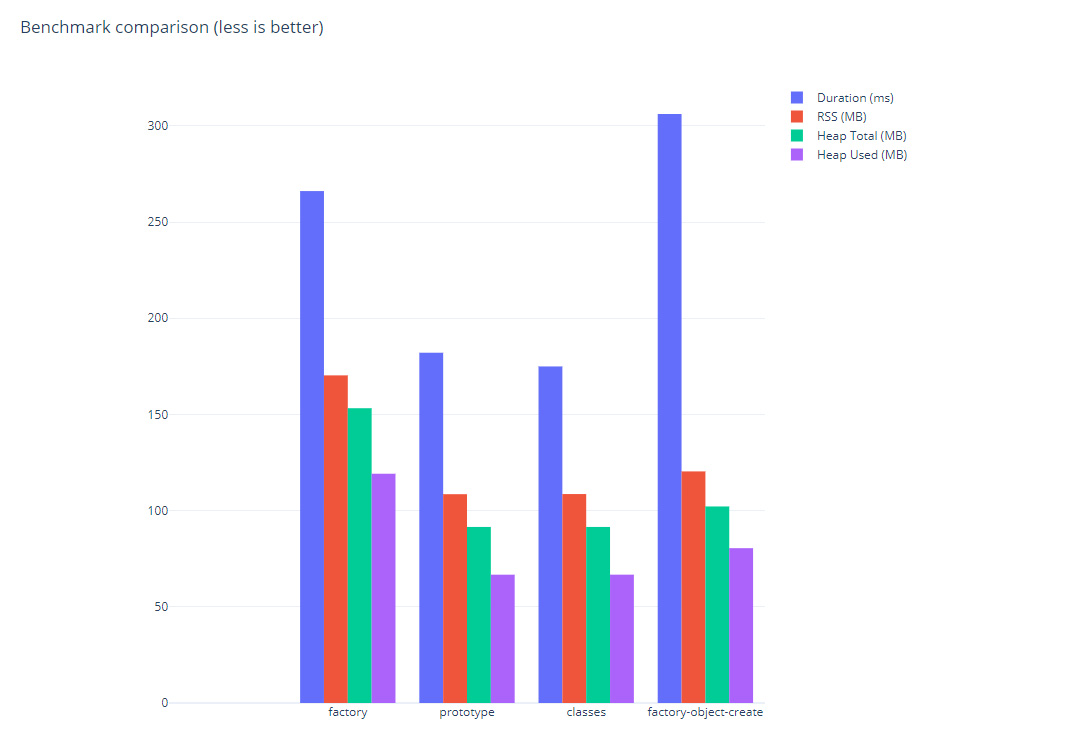 Benchmark comparison (less is better)
Duration (ms)
RSS (MB)
Heap Total (MB)
Heap Used (MB)
300
250
200
150
100
50
0
factory prototype classes factory-object-create